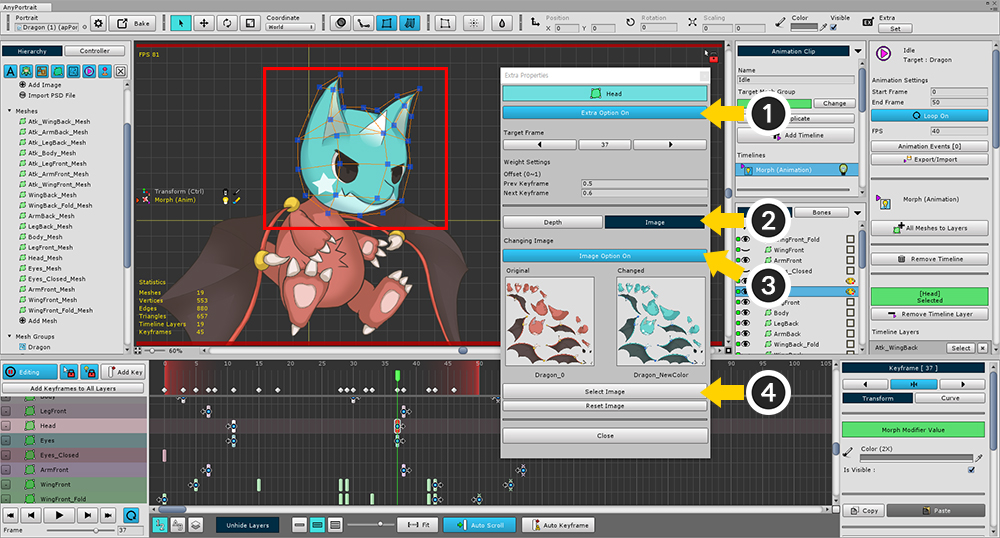 AnyPortrait
Portrait
Dragon (1) (apPor
Bake
Coordinate
World
Position
X 0 Y 0
Rotation
0
Scaling
0 0
Color
Visible
Extra
Set
Hierarchy
Controller
Add Image
Import PSD File
Meshes
Atk_WingBack_Mesh
Atk_LegBack_Mesh
Atk_Body_Mesh
Atk_LegFront_Mesh
Atk_ArmFront_Mesh
Atk_WingFront_Mesh
WingBack_Mesh
WingBack_Fold_Mesh
ArmBack_Mesh
LegBack_Mesh
Body_Mesh
LegFront_Mesh
Head_Mesh
Eyes_Mesh
Eyes_Closed_Mesh
ArmFront_Mesh
WingFront_Mesh
WingFront_Fold_Mesh
Add Mesh
Mesh Groups
Dragon
FPS 81
Transform (Ctrl)
Morph (Anim)
Statistics
Meshes 19
Vertices 553
Edges 880
Triangles 657
Timeline Layers 19
Keyframes 45
60%
Extra Properties
Head
Extra Option On
Target Frame
37
Weight Settings
Offset (0~1)
Prev Keyframe 0.5
Next Keyframe 0.6
Depth
Image
Changing Image
Image Option On
Original
Changed
Dragon_0
Dragon_NewColor
Select Image
Reset Image
Close
1
2
3
4
Animation Clip
Name
Idle
Target Mesh Group
Change
Duplicate
Add Timeline
Timelines
Morph (Animation)
Bones
WingFront_Fold
WingFront
ArmFront
Eyes_Closed
Body
LegBack
ArmBack
WingBack_Fold
Idle
Target : Dragon
Animation Settings
Start Frame 0
End Frame 50
Loop On
FPS 40
Animation Events [0]
Export/Import
Morph (Animation)
All Meshes to Layers
Remove Timeline
[Head]
Selected
Remove Timeline Layer
Timeline Layers
Atk_WingBack
Select
Editing
Add Key
Add Keyframes to All Layers
0
5
10
15
20
25
30
35
40
45
50
105
Body
LegFront
Head
Eyes
Eyes_Closed
ArmFront
WingFront
WingFront_Fold
Frame 37
Unhide Layers
Fit
Auto Scroll
Auto Keyframe
Keyframe [ 37 ]
Transform
Curve
Morph Modifier Value
Color (2X)
Is Visible :
Copy
Paste